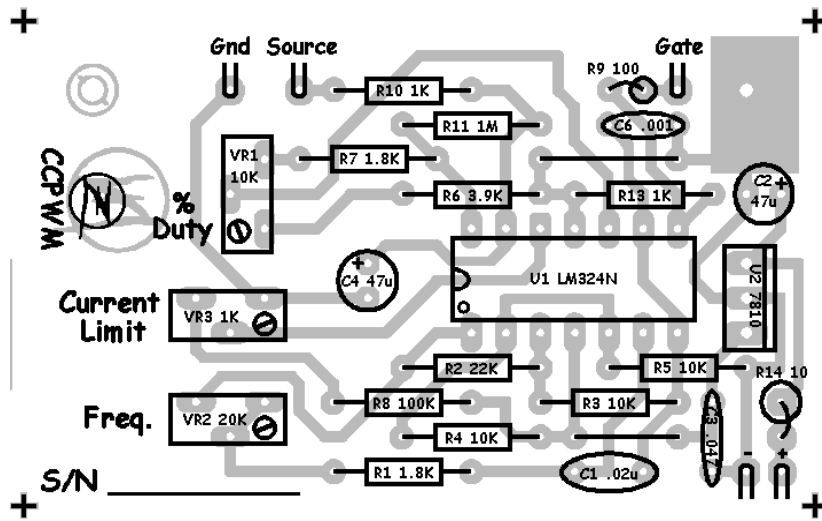 Gnd Source Gate
R9 100
R10 1K
R11 1M
C6 .001
VR1
10K
R7 1.8K
CCPWM
%
Duty
R6 3.9K
R13 1K
C2 +
47u
+
C4 47u
U1 LM324N
U2 7810
Current
Limit
VR3 1K
R2 22K
R5 10K
R14 10
Freq.
VR2 20K
R8 100K
R3 10K
C3 .047
R4 10K
- +
R1 1.8K
C1 .02u
S/N